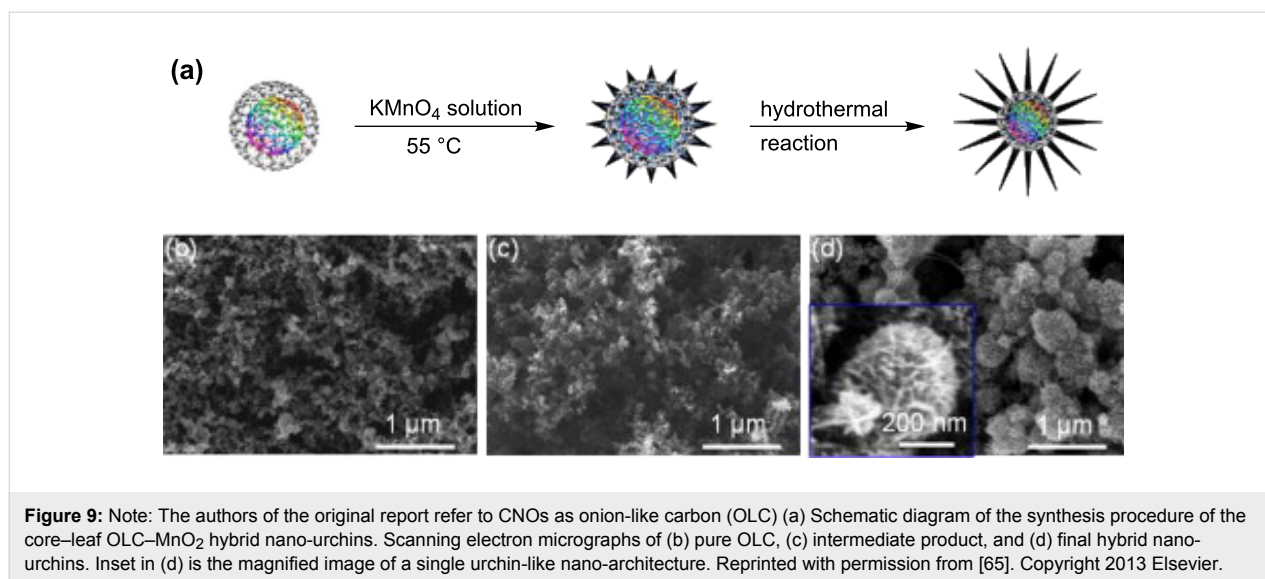 (a)
KMnO₄ solution
55 °C
hydrothermal
reaction
(b)
1 µm
(c)
1 µm
(d)
200 nm
1 µm
Figure 9: Note: The authors of the original report refer to CNOs as onion-like carbon (OLC) (a) Schematic diagram of the synthesis procedure of the
core–leaf OLC–MnO₂ hybrid nano-urchins. Scanning electron micrographs of (b) pure OLC, (c) intermediate product, and (d) final hybrid nano-
urchins. Inset in (d) is the magnified image of a single urchin-like nano-architecture. Reprinted with permission from [65]. Copyright 2013 Elsevier.